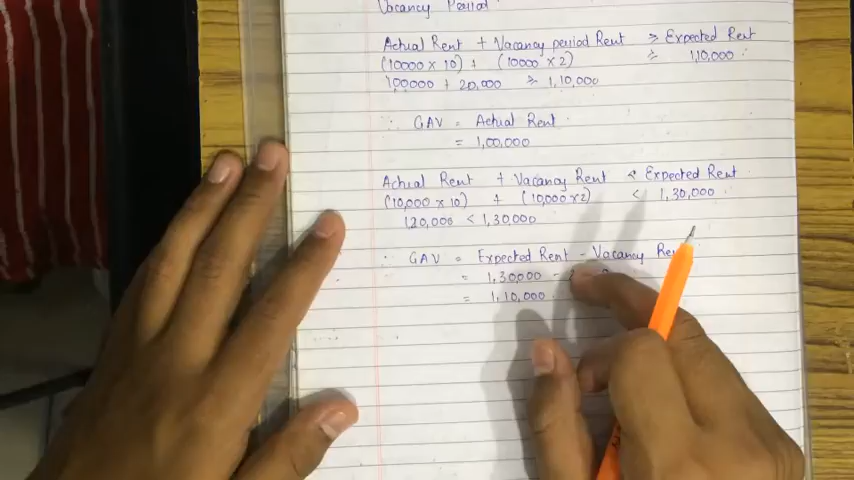 Vacancy Period
Actual Rent + Vacancy period Rent ≥ Expected Rent
(10000 x 10) + (10000 x 2) ≥ 1,10,000
1,00,000 + 20,000 ≥ 1,10,000
∴ GAV = Actual Rent
= 1,00,000
Actual Rent + Vacancy Rent < Expected Rent
(10,000 x 10) + (10,000 x 2) < 1,30,000
1,20,000 < 1,30,000
∴ GAV = Expected Rent - Vacancy
= 1,30,000 -
= 1,10,000